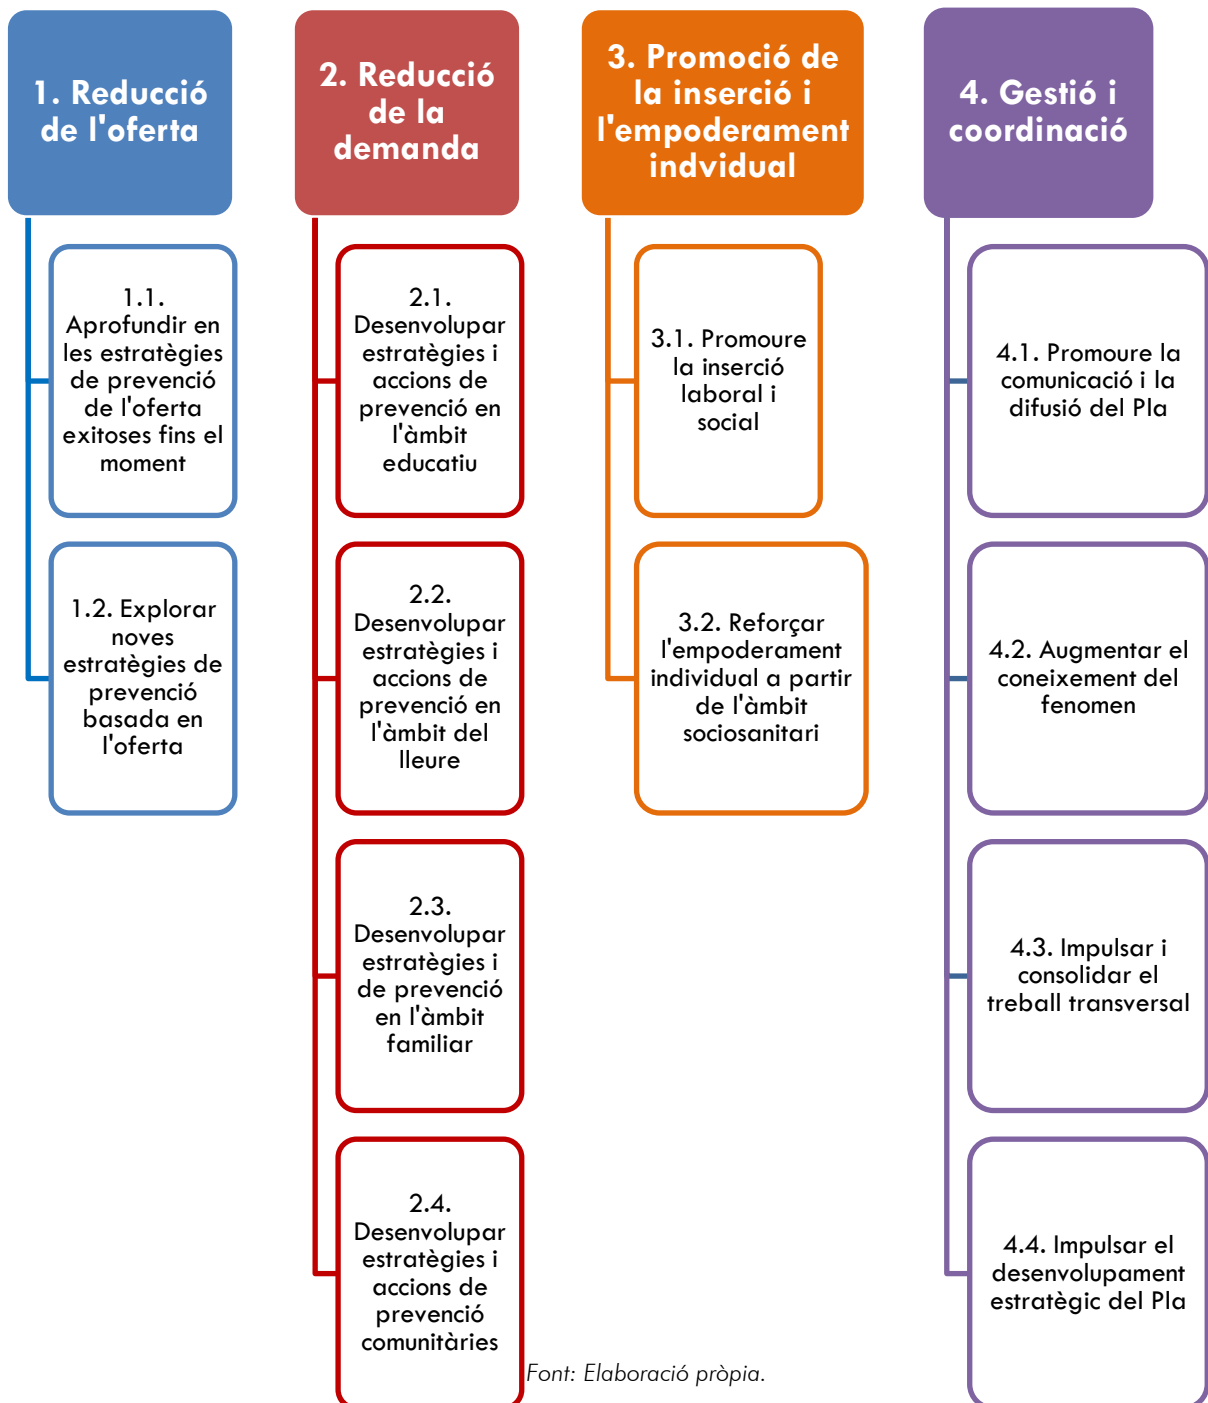 1. Reducció
de l'oferta
1.1.
Aprofundir en
les estratègies
de prevenció
de l'oferta
exitoses fins el
moment
1.2. Explorar
noves
estratègies de
prevenció
basada en
l'oferta
2. Reducció
de la
demanda
2.1.
Desenvolupar
estratègies i
accions de
prevenció en
l'àmbit
educatiu
2.2.
Desenvolupar
estratègies i
accions de
prevenció en
l'àmbit del
lleure
2.3.
Desenvolupar
estratègies i
de prevenció
en l'àmbit
familiar
2.4.
Desenvolupar
estratègies i
accions de
prevenció
comunitàries
3. Promoció de
la inserció i
l'empoderament
indvidual
3.1. Promoure
la inserció
laboral i
social
3.2. Reforçar
l'empoderament
individual a partir
de l'àmbit
sociosanitari
4. Gestió i
coordinació
4.1. Promoure la
comunicació i la
difusió del Pla
4.2. Augmentar el
coneixement del
fenomen
4.3. Impulsar i
consolidar el
treball transversal
4.4. Impulsar el
desenvolupament
estratègic del Pla
Font: Elaboració pròpia.